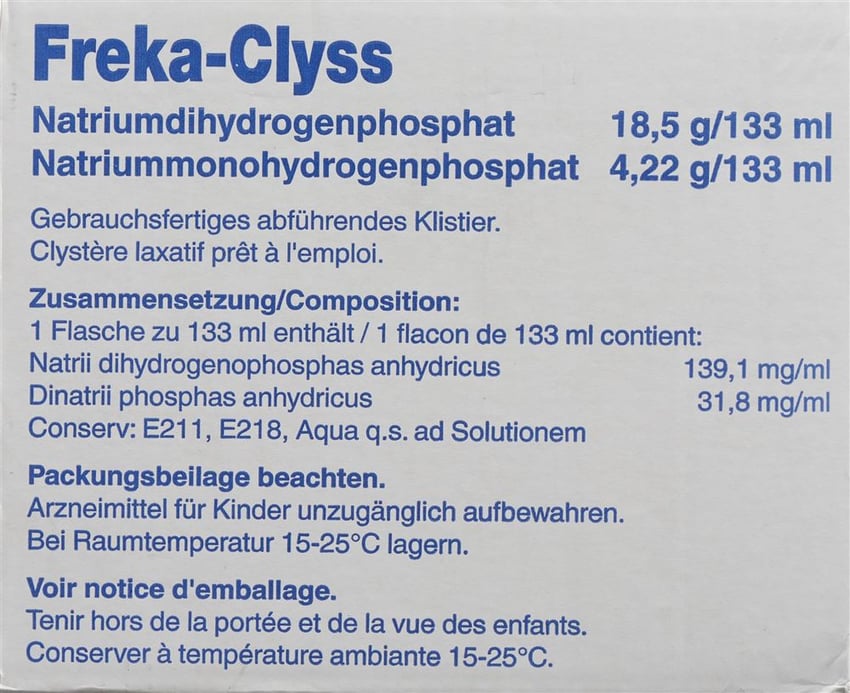 Freka-Clyss
Natriumdihydrogenphosphat 18,5 g/133 ml
Natriummonohydrogenphosphat 4,22 g/133 ml
Gebrauchsfertiges abführendes Klistier.
Clystère laxatif prêt à l'emploi.
Zusammensetzung/Composition:
1 Flasche zu 133 ml enthält / 1 flacon de 133 ml contient:
Natrii dihydrogenophosphas anhydricus 139,1 mg/ml
Dinatrii phosphas anhydricus 31,8 mg/ml
Conserv: E211, E218, Aqua q.s. ad Solutionem
Packungsbeilage beachten.
Arzneimittel für Kinder unzugänglich aufbewahren.
Bei Raumtemperatur 15-25°C lagern.
Voir notice d'emballage.
Tenir hors de la portée et de la vue des enfants.
Conserver à température ambiante 15-25°C.